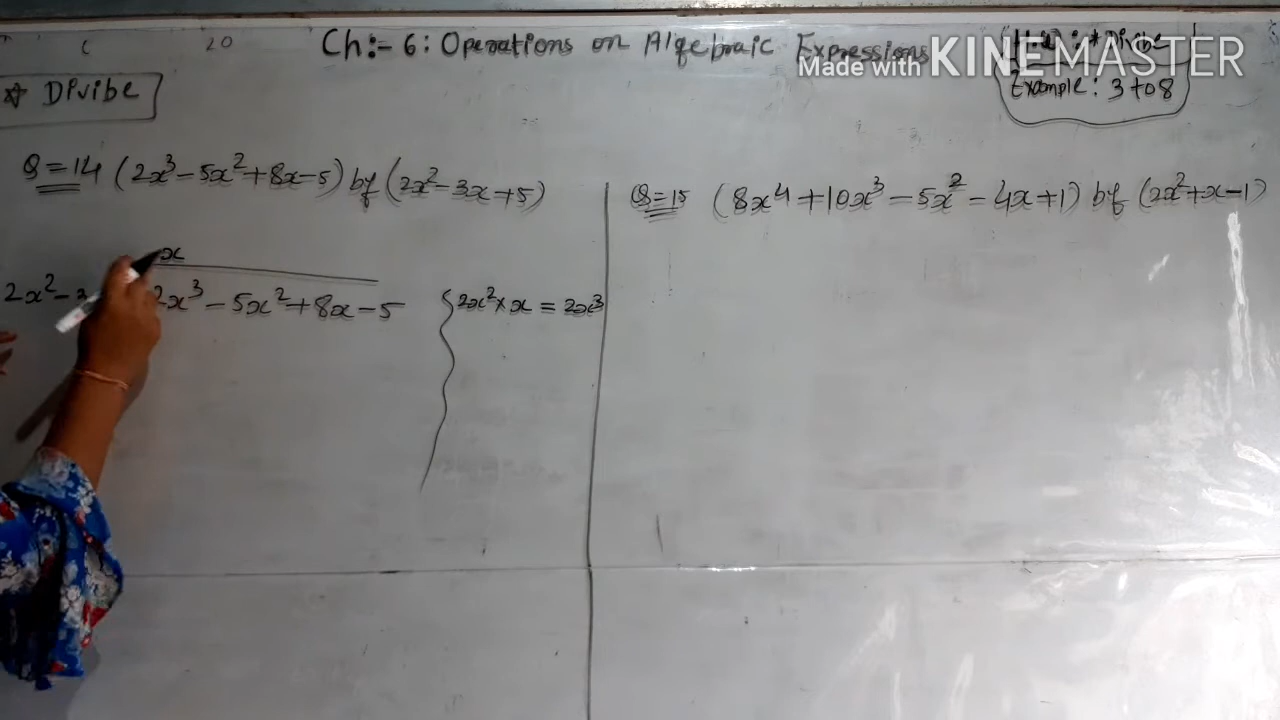 Ch:- 6: Operations on Algebraic Expressions
Made with KINEMASTER
Example: 3 to 8
☆ Divide
Q=14 (2x³-5x²+8x-5) by (2x²-3x+5)
Q=15 (8x⁴+10x³-5x²-4x+1) by (2x²+x-1)
x
2x²-3
2x³-5x²+8x-5
2x²×x=2x³